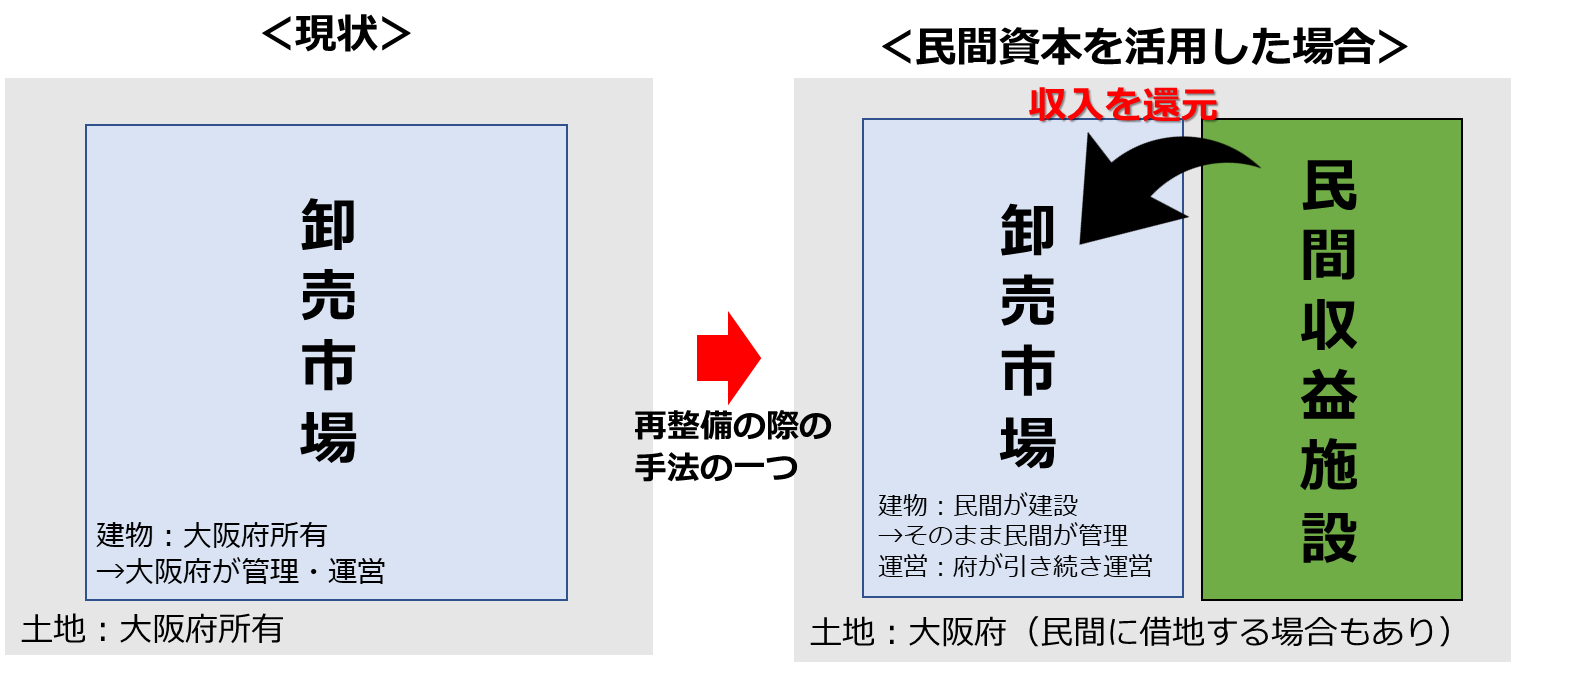 ＜現状＞
卸売市場
建物：大阪府所有
→大阪府が管理・運営
土地：大阪府所有
再整備の際の
手法の一つ
＜民間資本を活用した場合＞
収入を還元
卸売市場
建物：民間が建設
→そのまま民間が管理
運営：府が引き続き運営
民間収益施設
土地：大阪府（民間に借地する場合もあり）